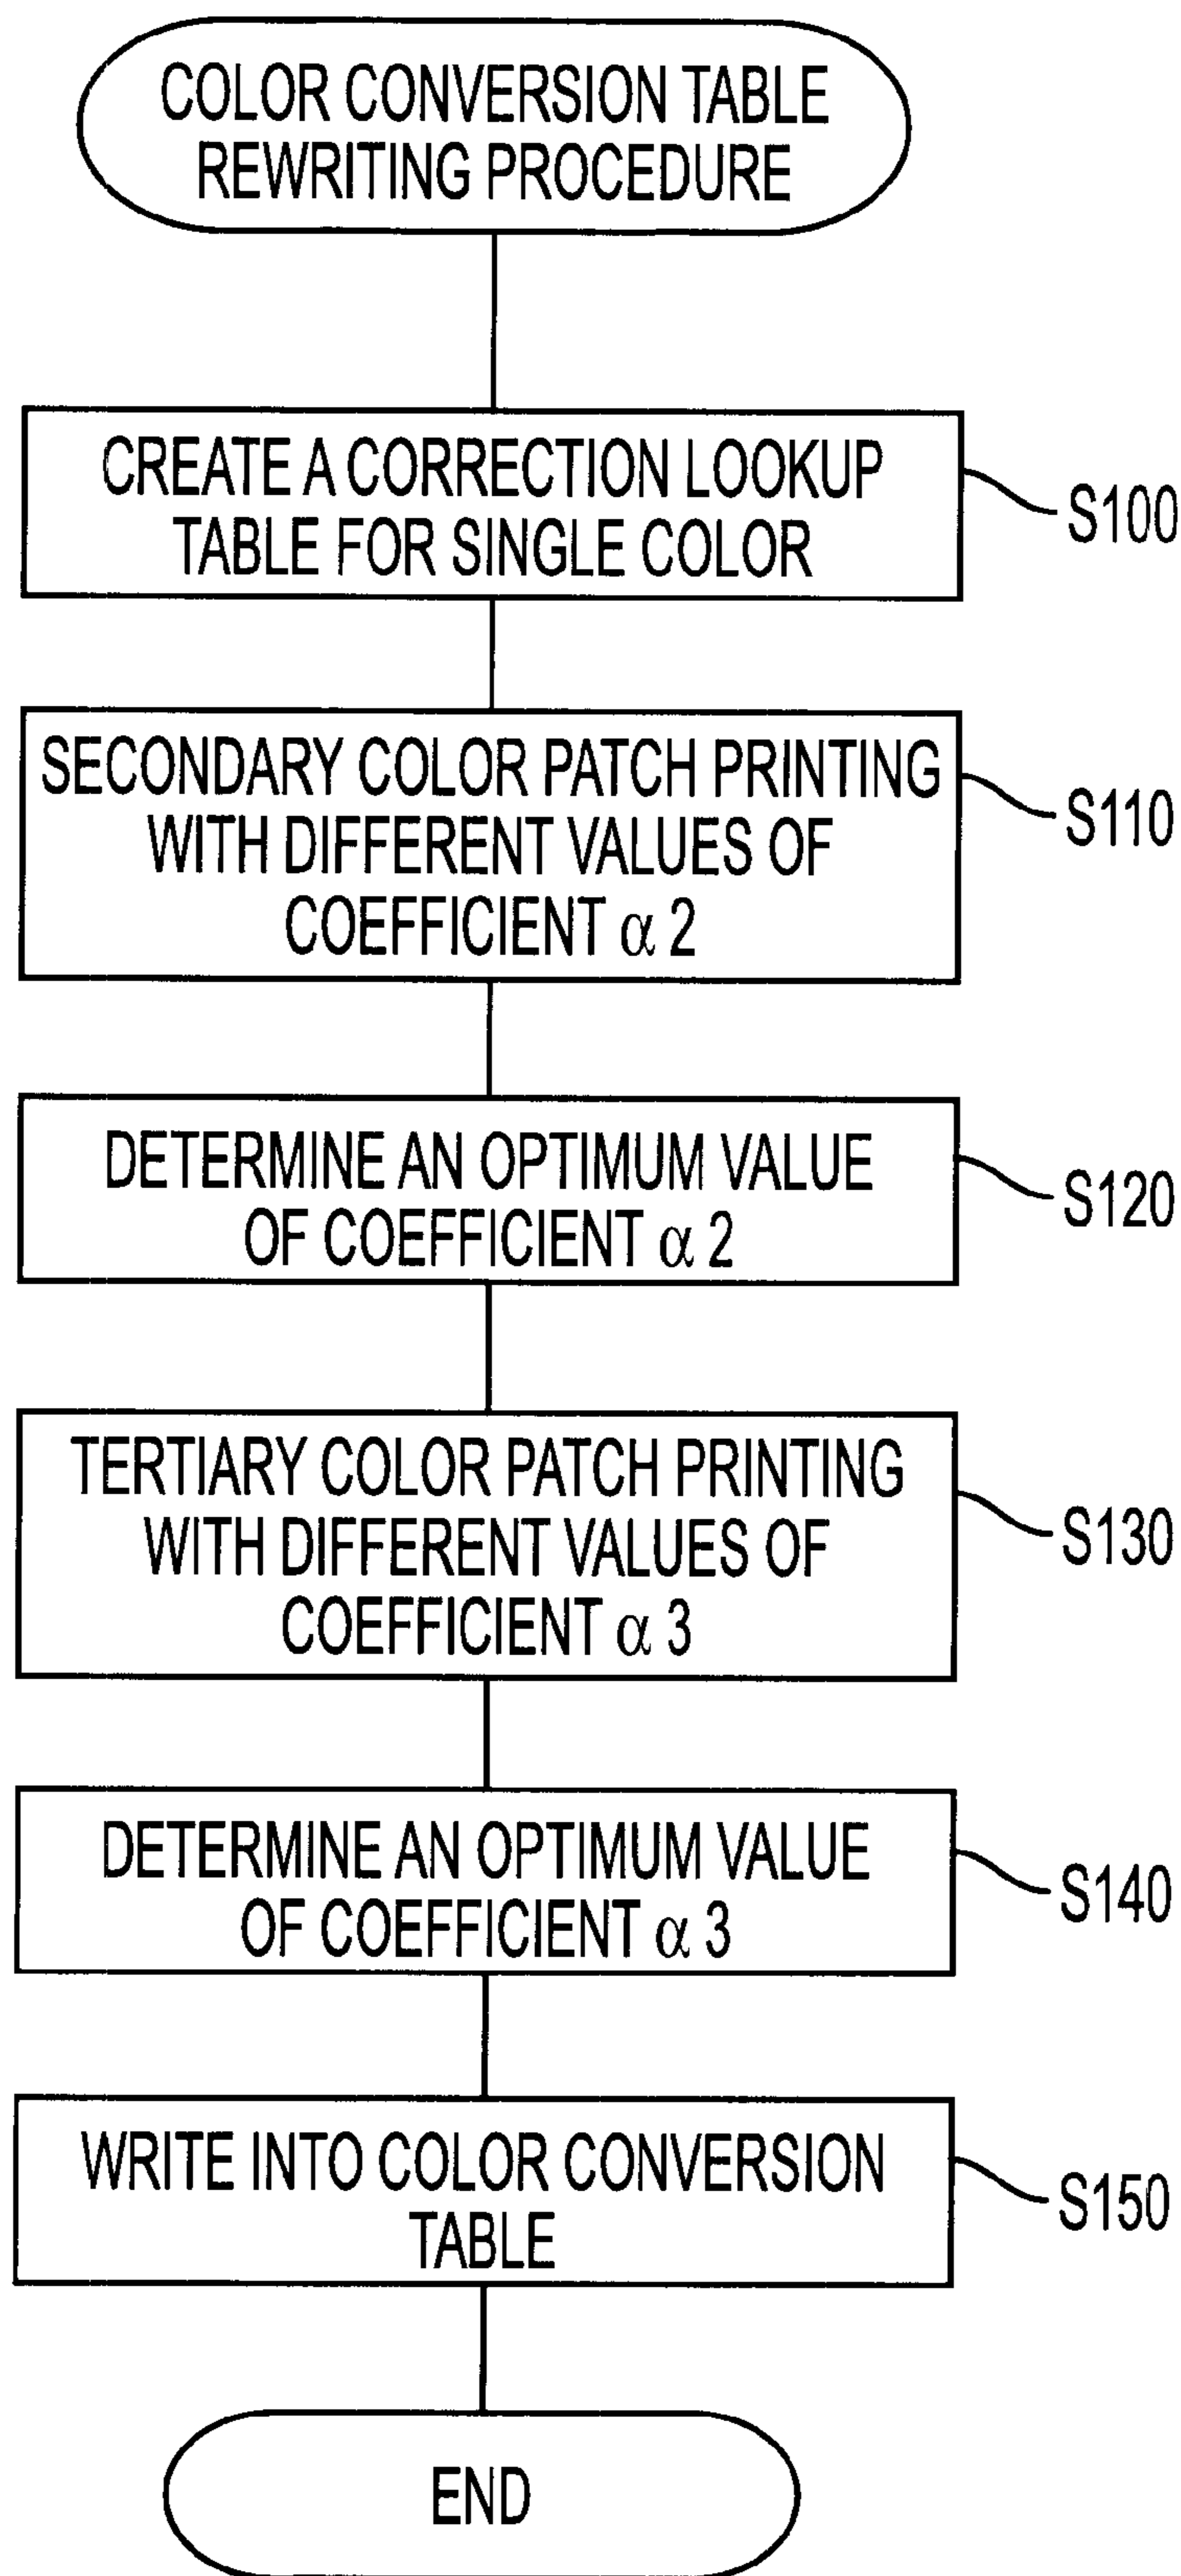 COLOR CONVERSION TABLE
REWRITING PROCEDURE
CREATE A CORRECTION LOOKUP
TABLE FOR SINGLE COLOR
S100
SECONDARY COLOR PATCH PRINTING
WITH DIFFERENT VALUES OF
COEFFICIENT α 2
S110
DETERMINE AN OPTIMUM VALUE
OF COEFFICIENT α 2
S120
TERTIARY COLOR PATCH PRINTING
WITH DIFFERENT VALUES OF
COEFFICIENT α 3
S130
DETERMINE AN OPTIMUM VALUE
OF COEFFICIENT α 3
S140
WRITE INTO COLOR CONVERSION
TABLE
S150
END